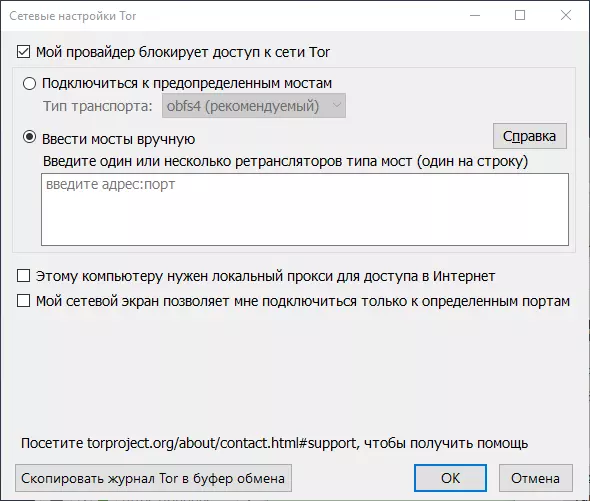 Сетевые настройки Tor
Мой провайдер блокирует доступ к сети Tor
Подключиться к предопределенным мостам
Тип транспорта: obfs4 (рекомендуемый)
Ввести мосты вручную
Справка
Введите один или несколько ретрансляторов типа мост (один на строку)
введите адрес:порт
Этому компьютеру нужен локальный прокси для доступа в Интернет
Мой сетевой экран позволяет мне подключиться только к определенным портам
Посетите torproject.org/about/contact.html#support, чтобы получить помощь
Скопировать журнал Tor в буфер обмена
OK
Отмена